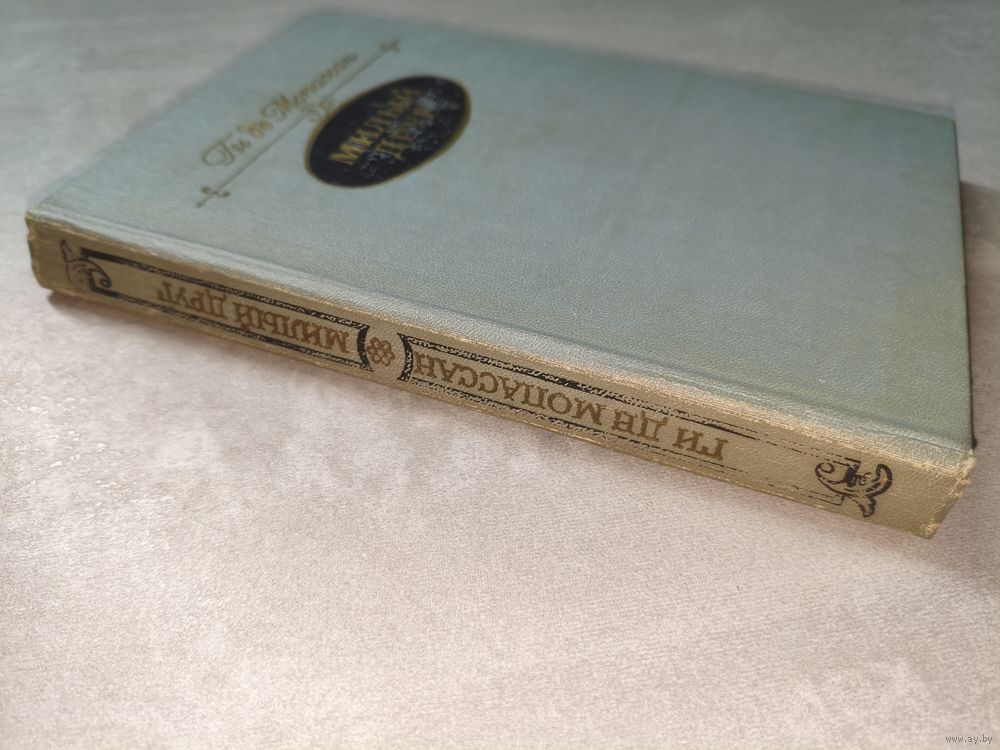 Ги де Мопассан
МИЛЫЙ
ДРУГ
ГИ ДЕ МОПАССАН
МИЛЫЙ ДРУГ
www.ay.by